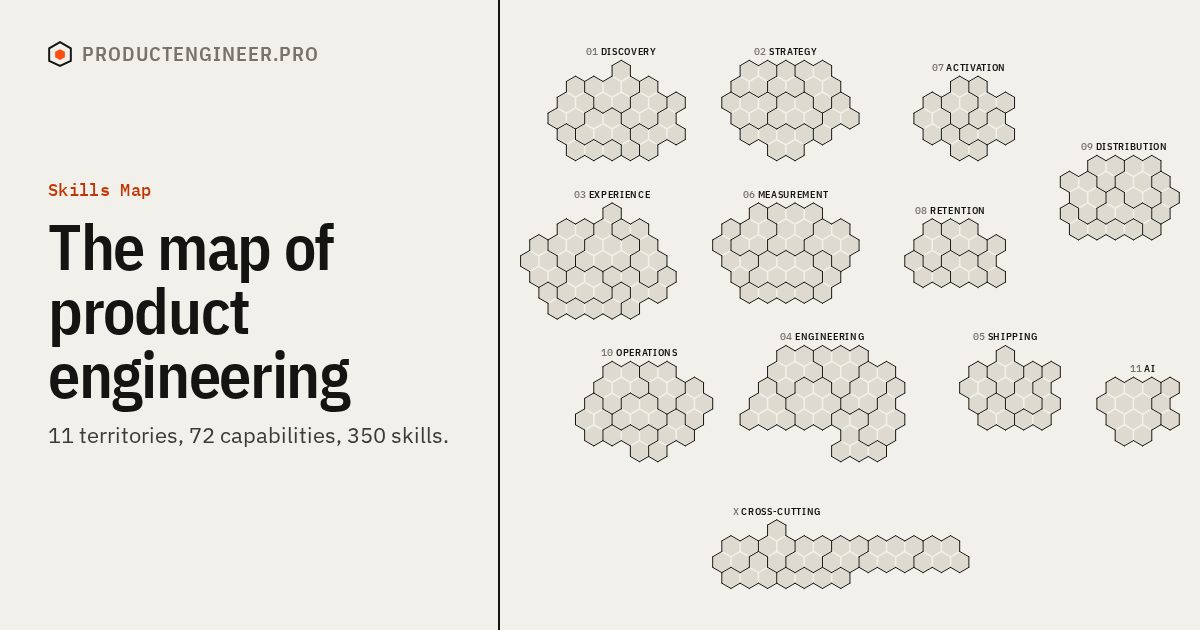 PRODUCTENGINEER.PRO
Skills Map
The map of
product
engineering
11 territories, 72 capabilities, 350 skills.
01 DISCOVERY
02 STRATEGY
07 ACTIVATION
09 DISTRIBUTION
03 EXPERIENCE
06 MEASUREMENT
08 RETENTION
10 OPERATIONS
04 ENGINEERING
05 SHIPPING
11 AI
X CROSS-CUTTING